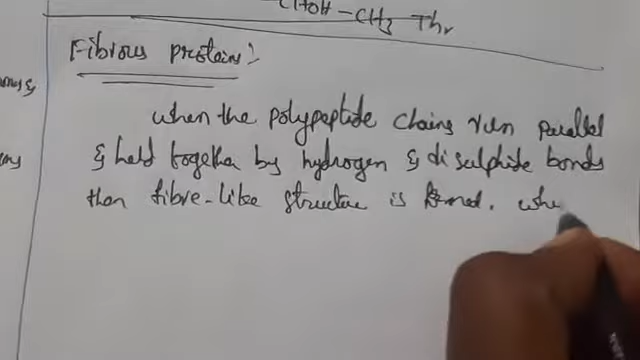 CHOH - CH3 Thr
Fibrous protein:
when the polypeptide chains run parallel
& held together by hydrogen & disulphide bonds
then fibre-like structure is formed. whe